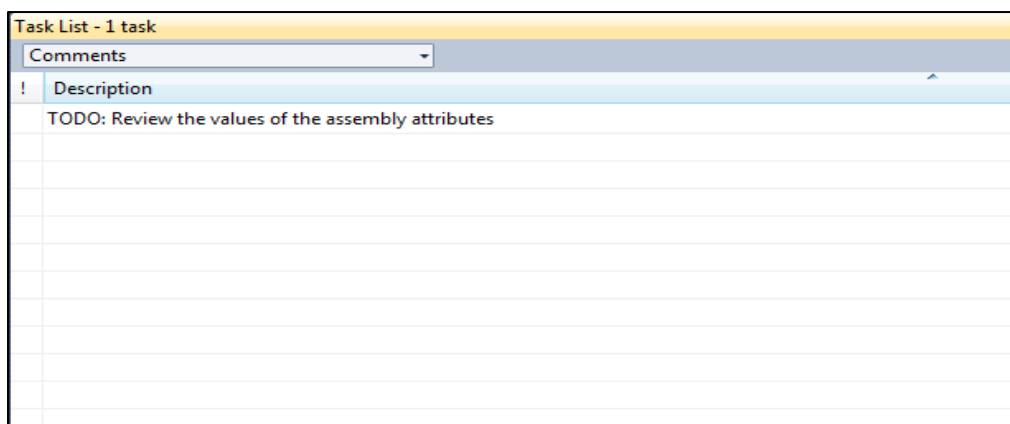 Task List - 1 task
Comments
! Description
TODO: Review the values of the assembly attributes